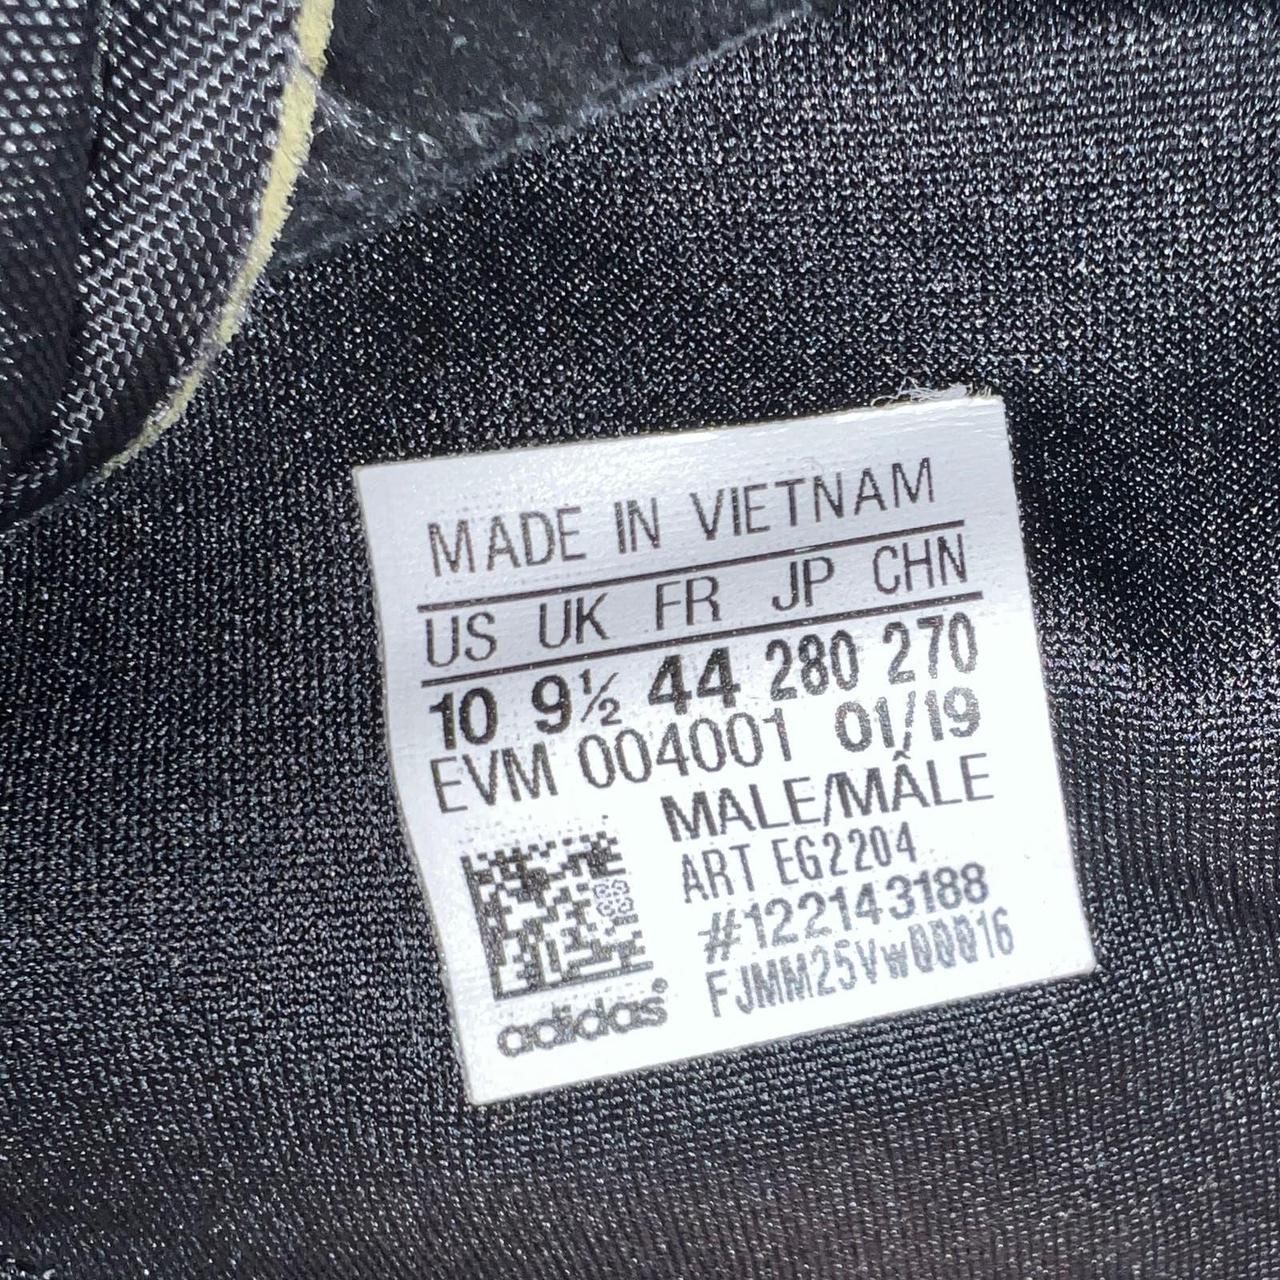 MADE IN VIETNAM
US UK FR JP CHN
10 9½ 44 280 270
EVM 004001 01/19
MALE/MÂLE
ART EG2204
#122143188
FJMM25Vw00016
adidas®